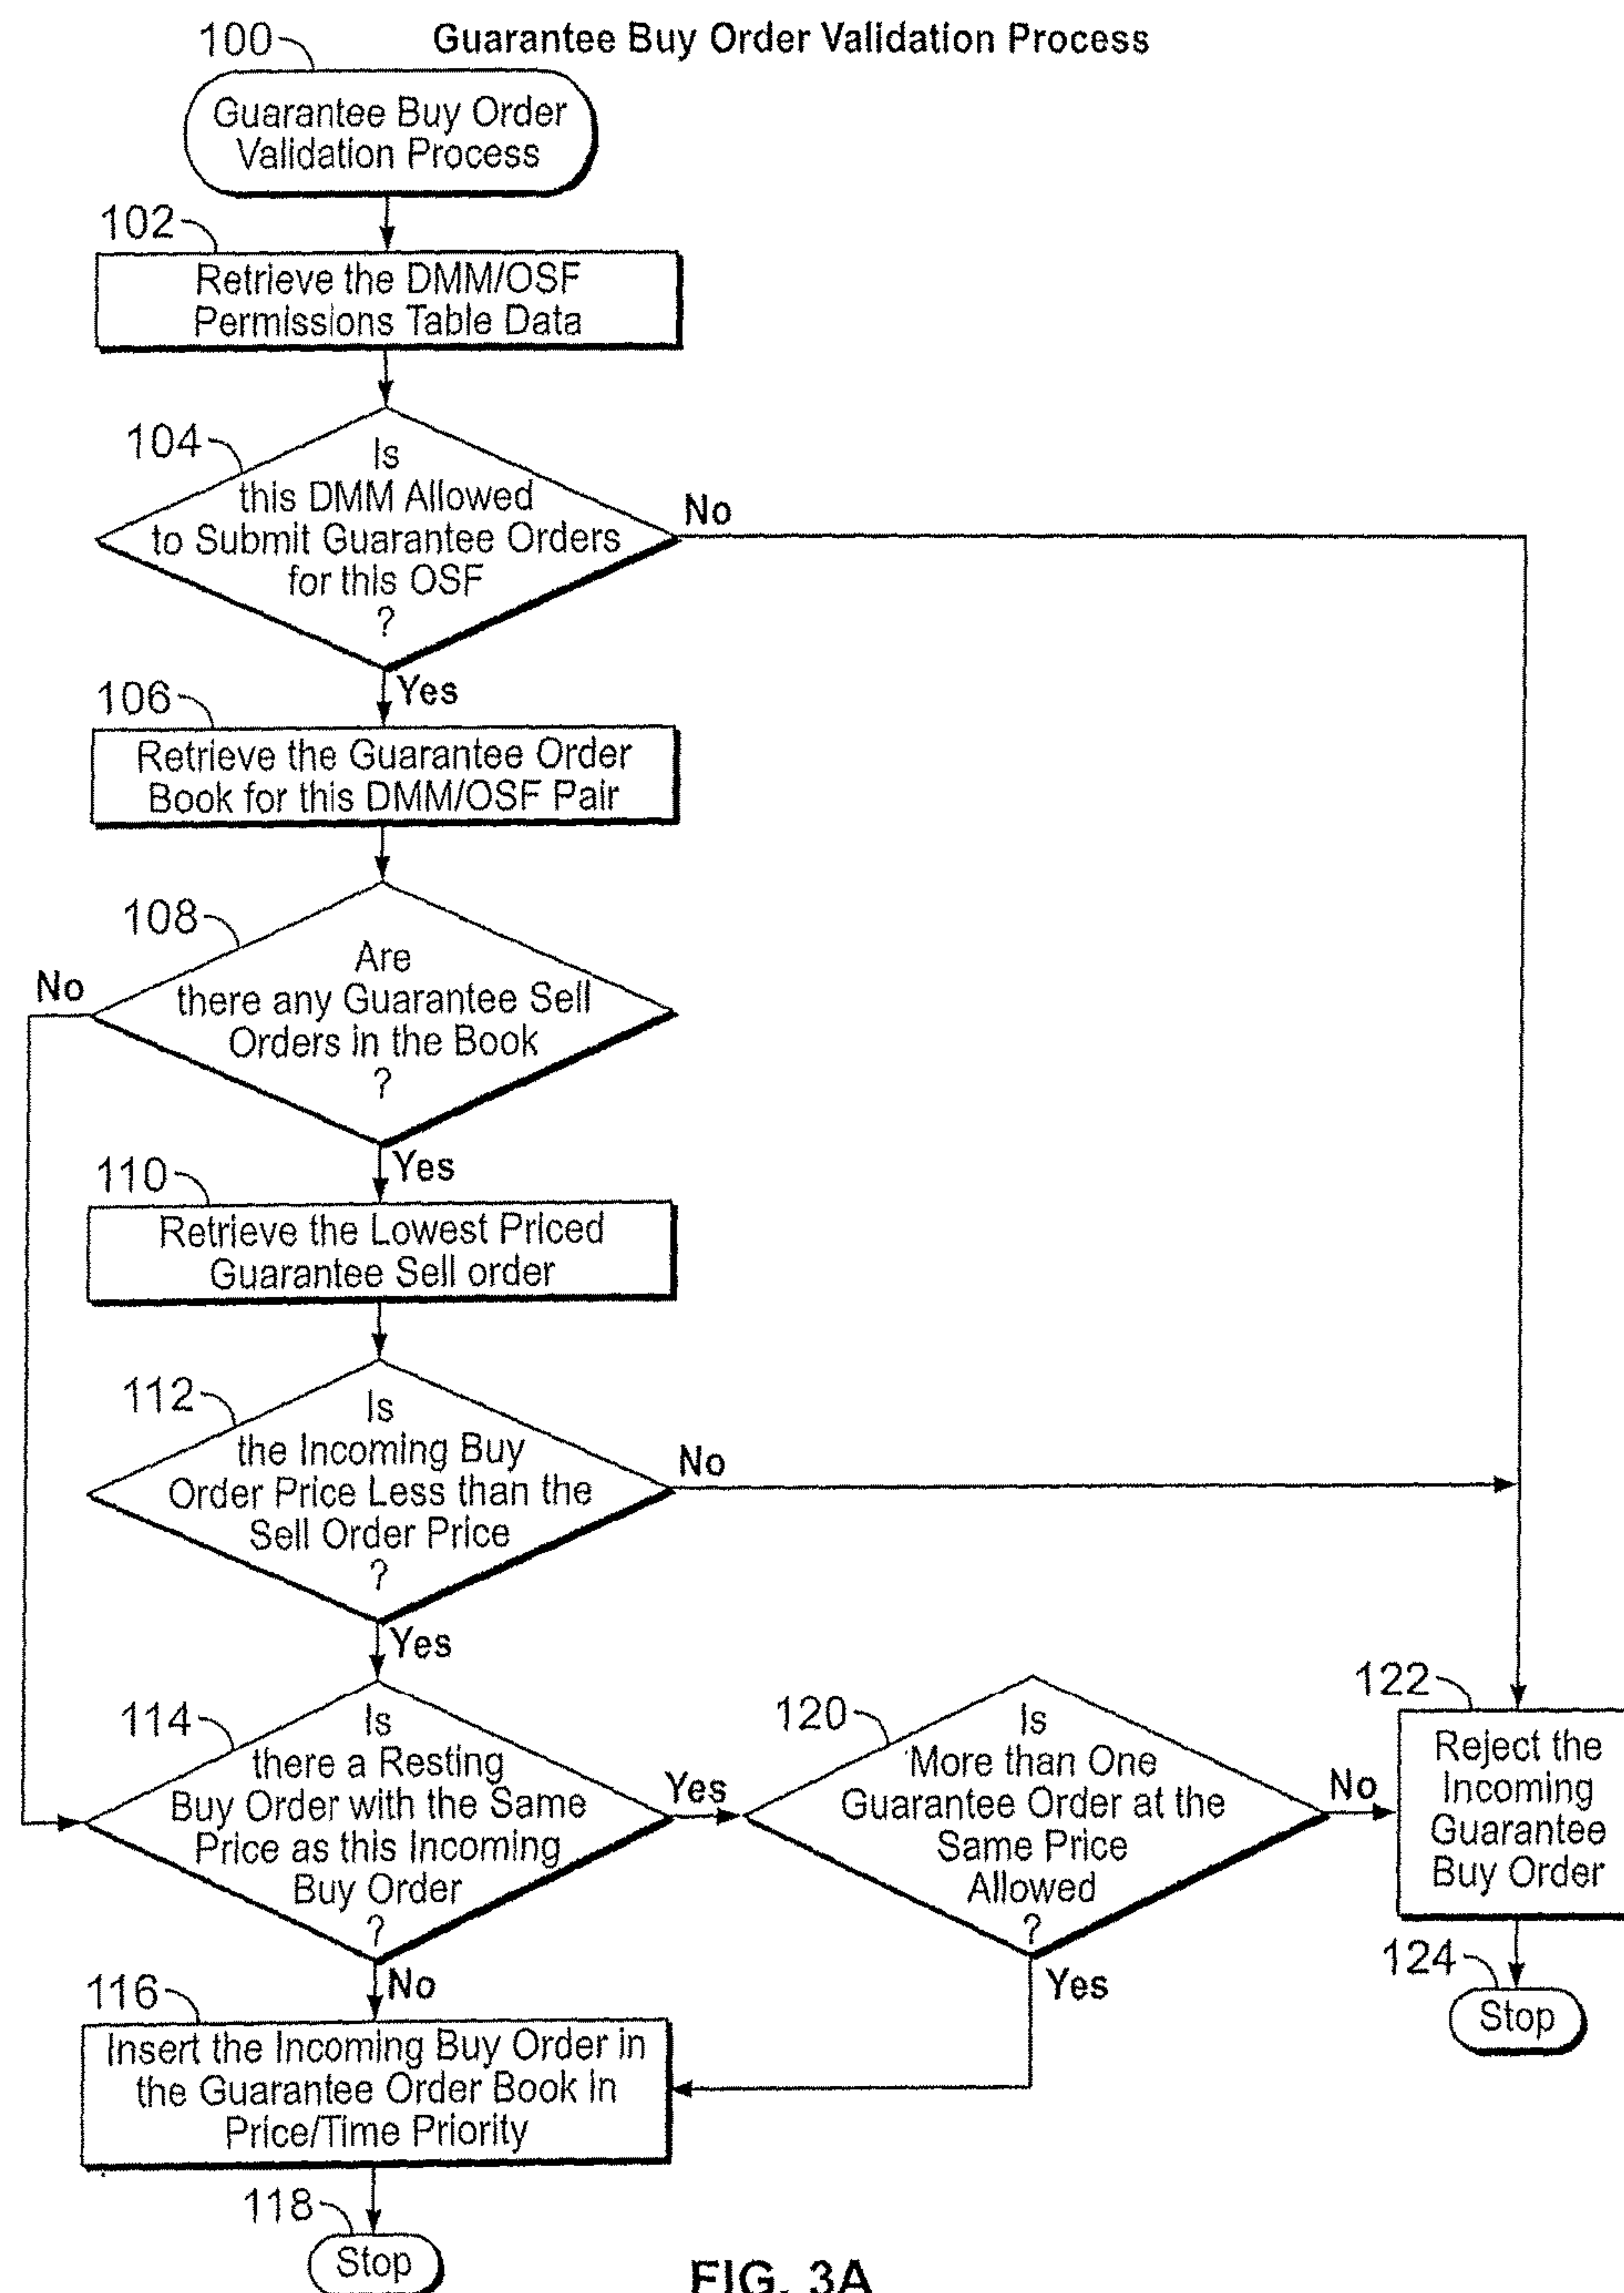 100
Guarantee Buy Order Validation Process
Guarantee Buy Order
Validation Process
102
Retrieve the DMM/OSF
Permissions Table Data
104
Is
this DMM Allowed
to Submit Guarantee Orders
for this OSF
?
No
Yes
106
Retrieve the Guarantee Order
Book for this DMM/OSF Pair
108
Are
there any Guarantee Sell
Orders in the Book
?
No
Yes
110
Retrieve the Lowest Priced
Guarantee Sell order
112
Is
the Incoming Buy
Order Price Less than the
Sell Order Price
?
No
Yes
114
Is
there a Resting
Buy Order with the Same
Price as this Incoming
Buy Order
?
Yes
No
120
Is
More than One
Guarantee Order at the
Same Price
Allowed
?
No
Yes
122
Reject the
Incoming
Guarantee
Buy Order
124
Stop
116
Insert the Incoming Buy Order in
the Guarantee Order Book in
Price/Time Priority
118
Stop
FIG. 3A